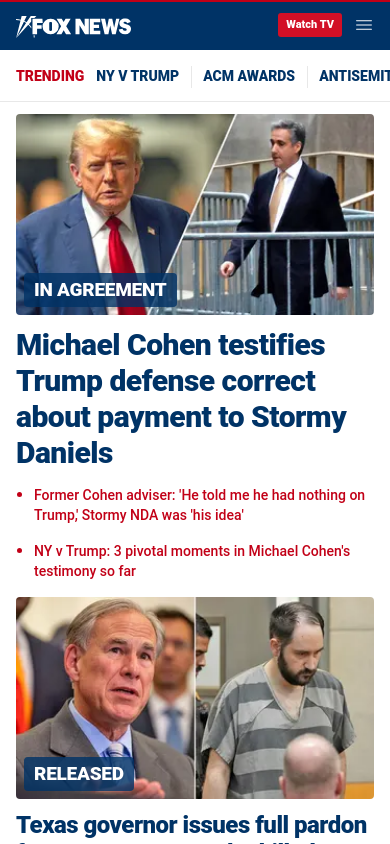 FOX NEWS
Watch TV
TRENDING NY V TRUMP ACM AWARDS ANTISEMIT
IN AGREEMENT
Michael Cohen testifies
Trump defense correct
about payment to Stormy
Daniels
• Former Cohen adviser: 'He told me he had nothing on
Trump,' Stormy NDA was 'his idea'
• NY v Trump: 3 pivotal moments in Michael Cohen's
testimony so far
RELEASED
Texas governor issues full pardon